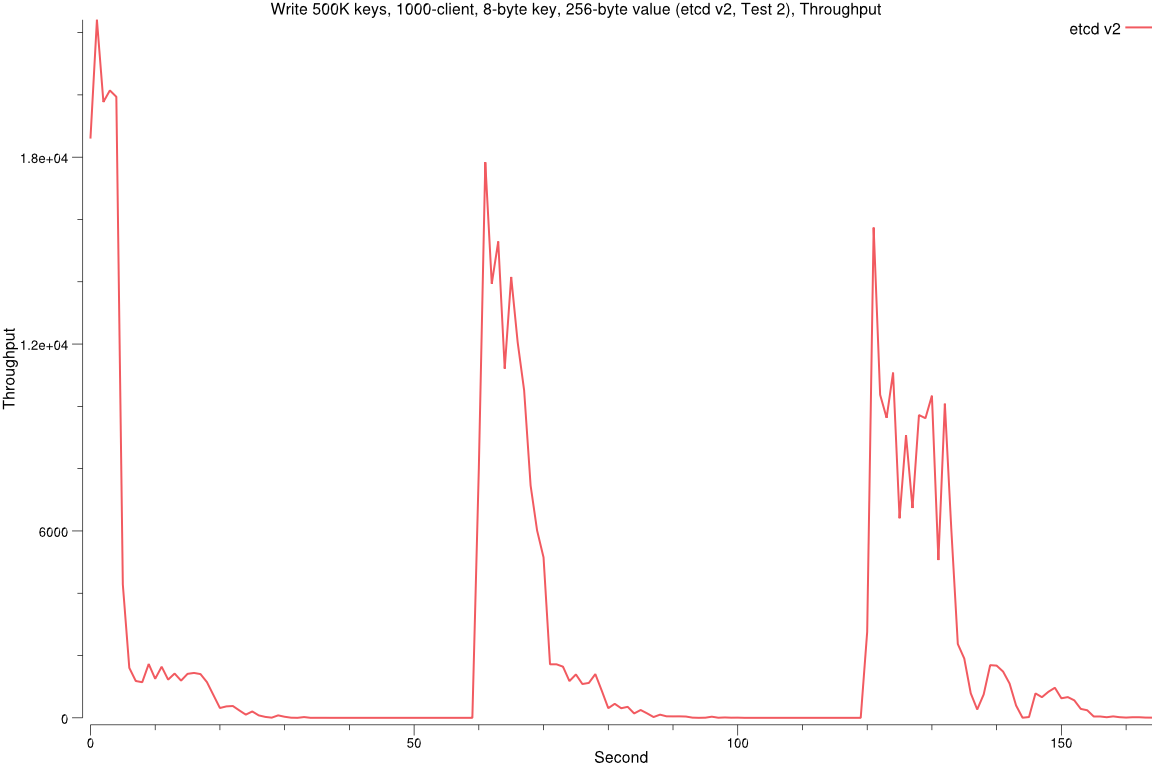 Write 500K keys, 1000-client, 8-byte key, 256-byte value (etcd v2, Test 2), Throughput
etcd v2
1.8e+04
1.2e+04
6000
0
Throughput
0 50 100 150
Second